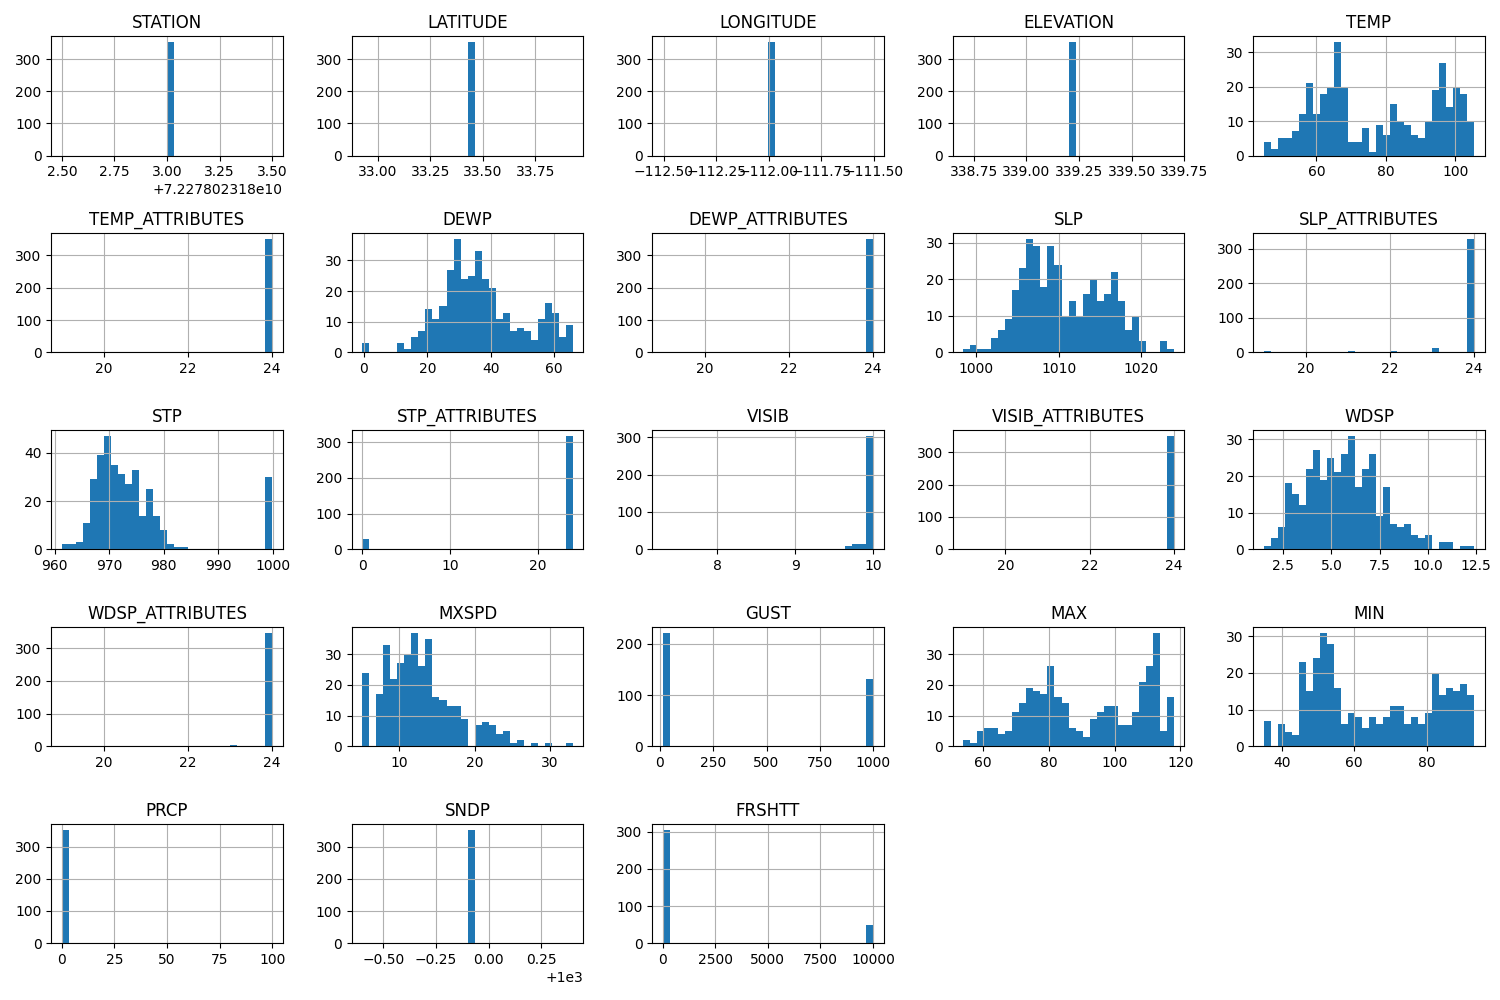 STATION LATITUDE LONGITUDE ELEVATION TEMP
300 300 300 300 30
200 200 200 200 20
100 100 100 100 10
0 0 0 0 0
2.50 2.75 3.00 3.25 3.50 33.00 33.25 33.50 33.75 −112.50 −112.25 −112.00 −111.75 −111.50 338.75 339.00 339.25 339.50 339.75 60 80 100
+7.227802318e10
TEMP_ATTRIBUTES DEWP DEWP_ATTRIBUTES SLP SLP_ATTRIBUTES
300 30 300 30 300
200 20 200 20 200
100 10 100 10 100
0 0 0 0 0
20 22 24 0 20 40 60 20 22 24 1000 1010 1020 20 22 24
STP STP_ATTRIBUTES VISIB VISIB_ATTRIBUTES WDSP
40 300 300 300 30
20 200 200 200 20
0 100 100 100 10
0 0 0 0
960 970 980 990 1000 0 10 20 8 9 10 20 22 24 2.5 5.0 7.5 10.0 12.5
WDSP_ATTRIBUTES MXSPD GUST MAX MIN
300 30 200 30 30
200 20 100 20 20
100 10 0 10 10
0 0 0 0
20 22 24 10 20 30 0 250 500 750 1000 60 80 100 120 40 60 80
PRCP SNDP FRSHTT
300 300 300
200 200 200
100 100 100
0 0 0
0 25 50 75 100 −0.50 −0.25 0.00 0.25 0 2500 5000 7500 10000
+1e3